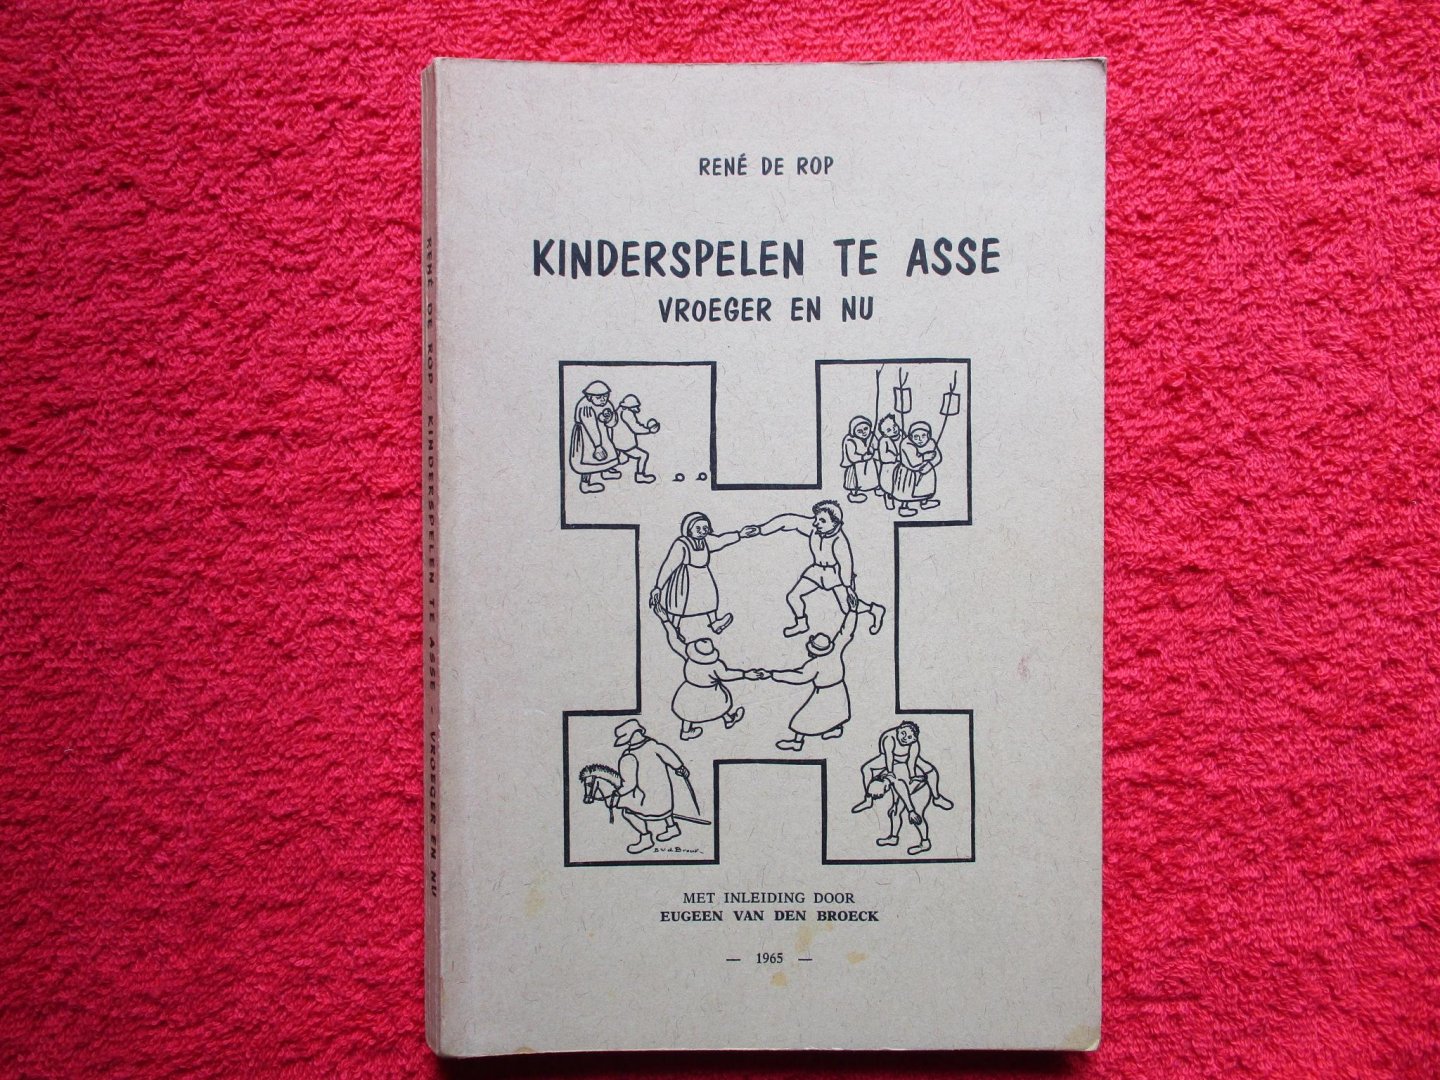 RENÉ DE ROP
KINDERSPELEN TE ASSE
VROEGER EN NU
MET INLEIDING DOOR
EUGEEN VAN DEN BROECK
— 1965 —
RENÉ DE ROP : KINDERSPELEN TE ASSE - VROEGER EN NU